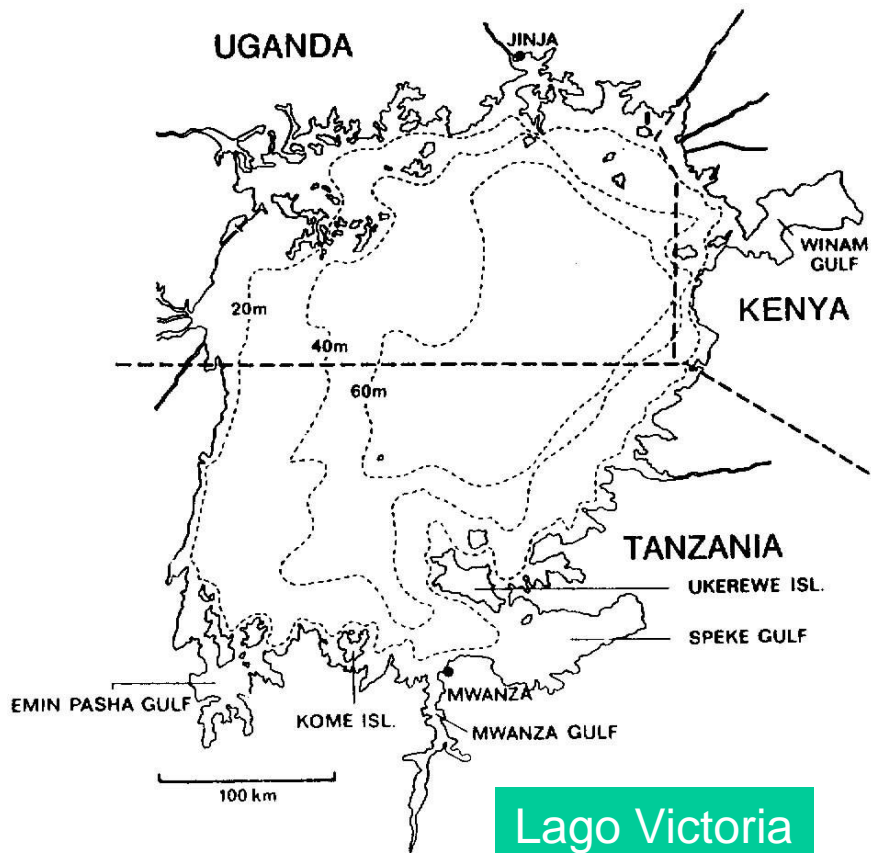 UGANDA
JINJA
WINAM
GULF
KENYA
20m
40m
60m
TANZANIA
UKEREWE ISL.
SPEKE GULF
EMIN PASHA GULF
KOME ISL.
MWANZA
MWANZA GULF
100 km
Lago Victoria